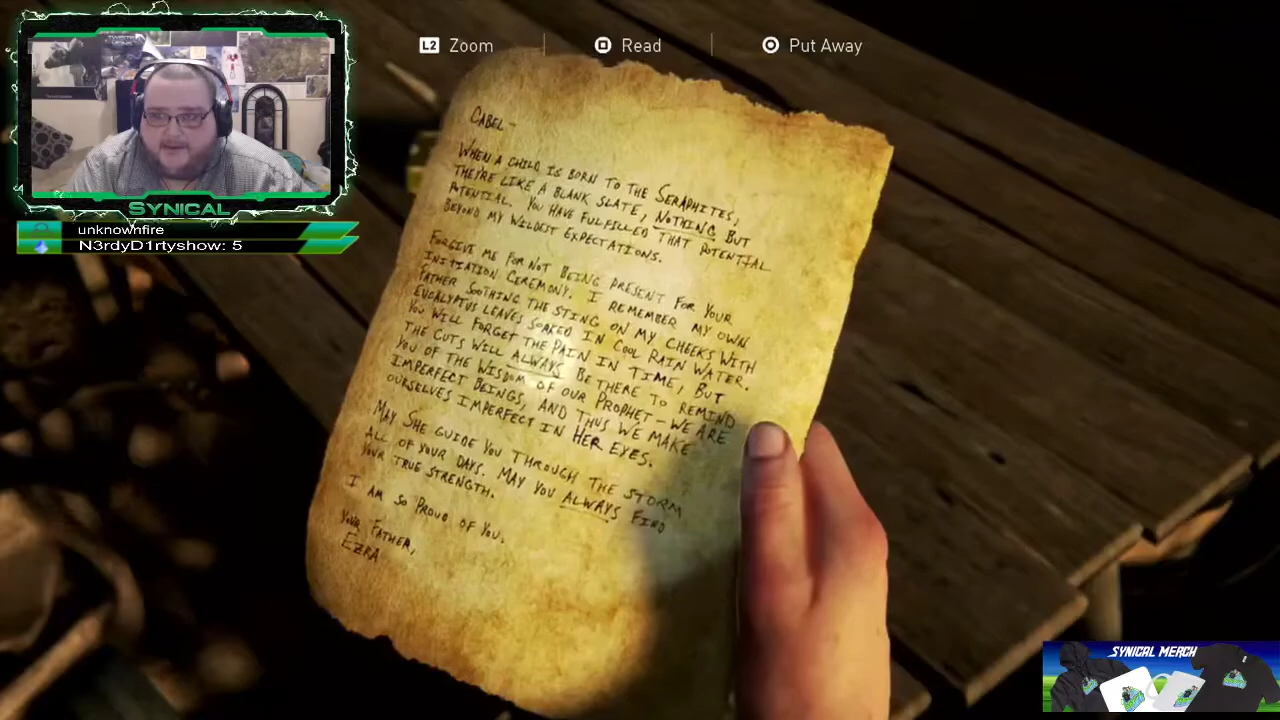 L2 Zoom
Read
Put Away
SYNICAL
unknownfire
N3rdyD1rtyshow: 5
CABEL-
WHEN A CHILD IS BORN TO THE SERAPHITES,
THEY'RE LIKE A BLANK SLATE, NOTHING BUT
POTENTIAL. YOU HAVE FULFILLED THAT POTENTIAL
BEYOND MY WILDEST EXPECTATIONS.
FORGIVE ME FOR NOT BEING PRESENT FOR YOUR
INITIATION CEREMONY. I REMEMBER MY OWN
FATHER SOOTHING THE STING ON MY CHEEKS WITH
EUCALYPTUS LEAVES SOAKED IN COOL RAIN WATER.
YOU WILL FORGET THE PAIN IN TIME, BUT
THE CUTS WILL ALWAYS BE THERE TO REMIND
YOU OF THE WISDOM OF OUR PROPHET - WE ARE
IMPERFECT BEINGS, AND THUS WE MAKE
OURSELVES IMPERFECT IN HER EYES.
MAY SHE GUIDE YOU THROUGH THE STORM
ALL OF YOUR DAYS. MAY YOU ALWAYS FIND
YOUR TRUE STRENGTH.
I AM SO PROUD OF YOU.
YOUR FATHER,
EZRA
SYNICAL MERCH